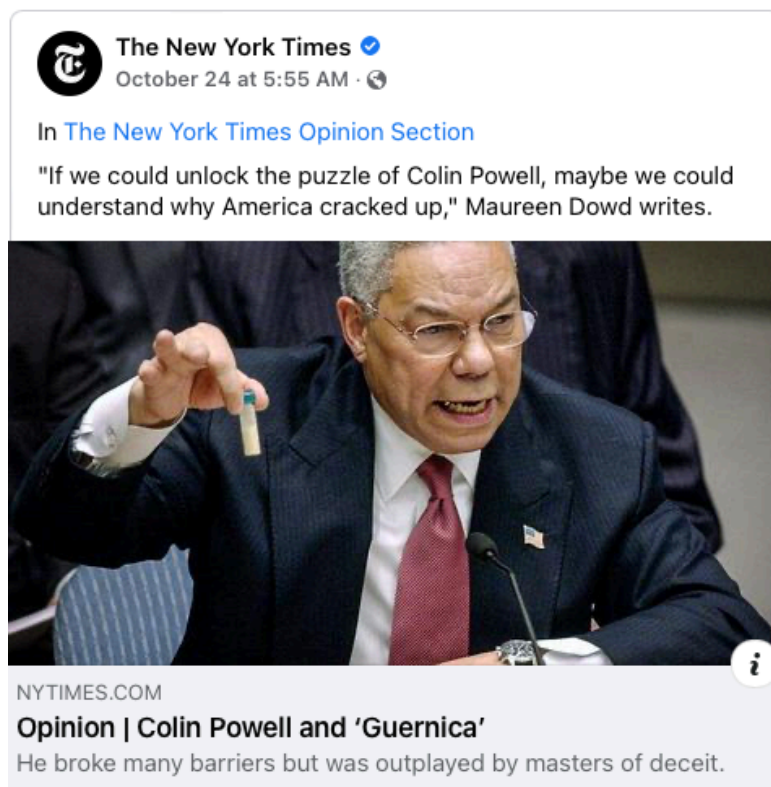 The New York Times
October 24 at 5:55 AM ·
In The New York Times Opinion Section
"If we could unlock the puzzle of Colin Powell, maybe we could
understand why America cracked up," Maureen Dowd writes.
i
NYTIMES.COM
Opinion | Colin Powell and ‘Guernica’
He broke many barriers but was outplayed by masters of deceit.